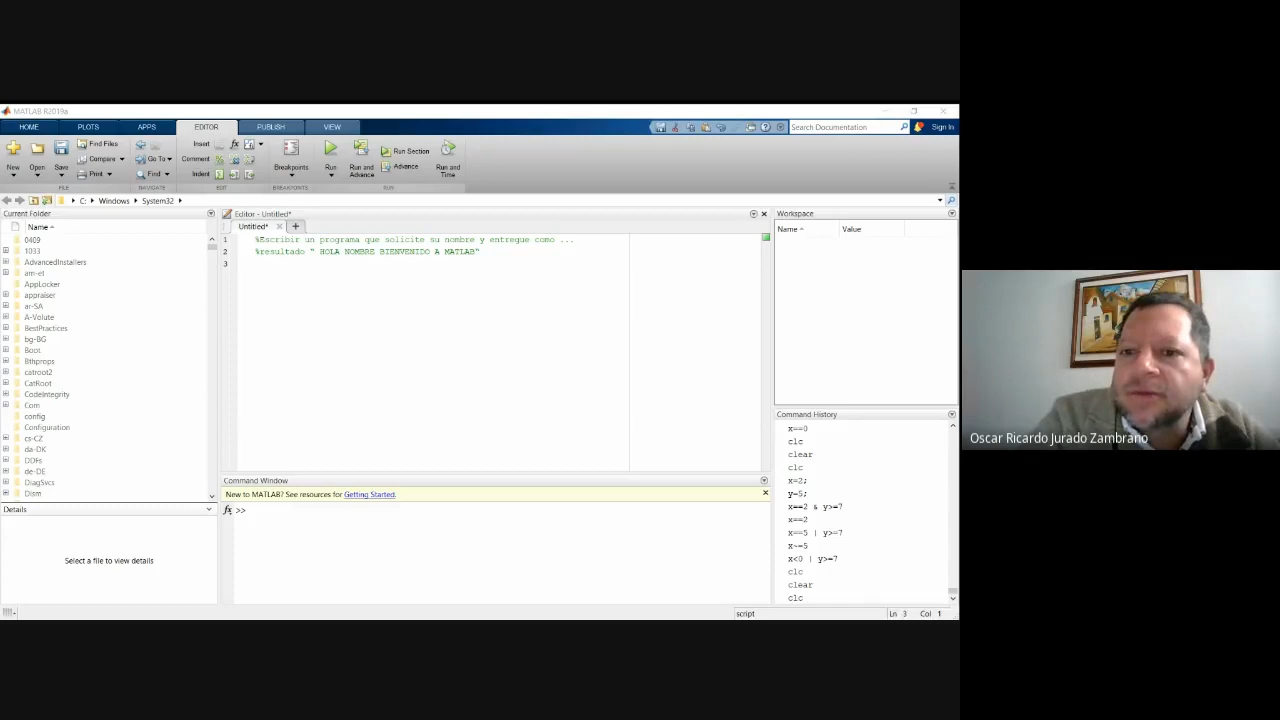 MATLAB R2019a
HOME PLOTS APPS EDITOR PUBLISH VIEW
Search Documentation
Sign In
New Open Save
Find Files
Compare
Print
Go To
Find
Insert
Comment
Indent
Breakpoints
Run
Run and Advance
Run Section
Advance
Run and Time
FILE NAVIGATE EDIT BREAKPOINTS RUN
C: Windows System32
Current Folder
Name
0409
1033
AdvancedInstallers
am-et
AppLocker
appraiser
ar-SA
A-Volute
BestPractices
bg-BG
Boot
Bthprops
catroot2
CatRoot
CodeIntegrity
Com
config
Configuration
cs-CZ
da-DK
DDFs
de-DE
DiagSvcs
Dism
Details
Select a file to view details
Editor - Untitled*
Untitled*
1 %Escribir un programa que solicite su nombre y entregue como ...
2 %resultado " HOLA NOMBRE BIENVENIDO A MATLAB"
3
Command Window
New to MATLAB? See resources for Getting Started.
fx >>
Workspace
Name Value
Command History
x==0
clc
clear
clc
x=2;
y=5;
x==2 & y>=7
x==2
x==5 | y>=7
x~=5
x<0 | y>=7
clc
clear
clc
script Ln 3 Col 1
Oscar Ricardo Jurado Zambrano